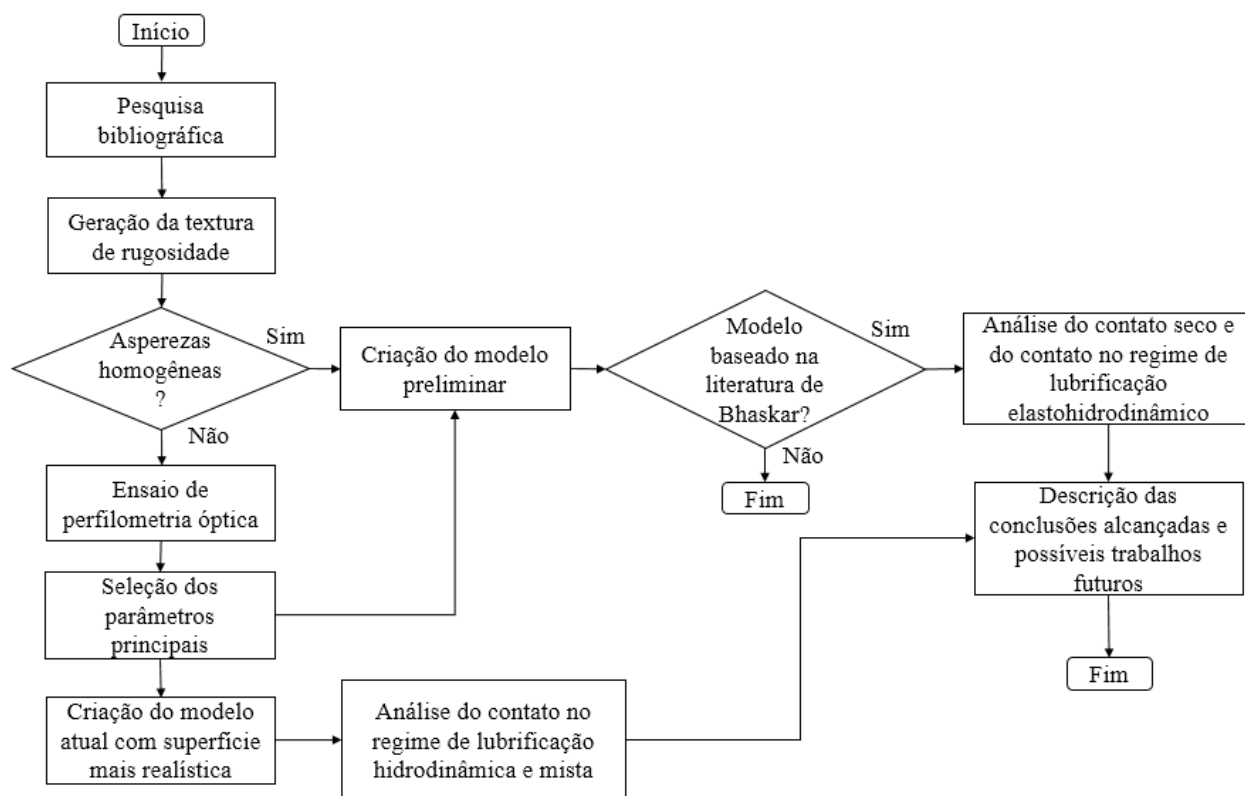 Início
Pesquisa
bibliográfica
Geração da textura
de rugosidade
Asperezas
homogêneas
?
Sim
Não
Criação do modelo
preliminar
Modelo
baseado na
literatura de
Bhaskar?
Sim
Não
Fim
Análise do contato seco e
do contato no regime de
lubrificação
elastohidrodinâmico
Ensaio de
perfilometria óptica
Seleção dos
parâmetros
principais
Criação do modelo
atual com superfície
mais realística
Análise do contato no
regime de lubrificação
hidrodinâmica e mista
Descrição das
conclusões alcançadas e
possíveis trabalhos
futuros
Fim